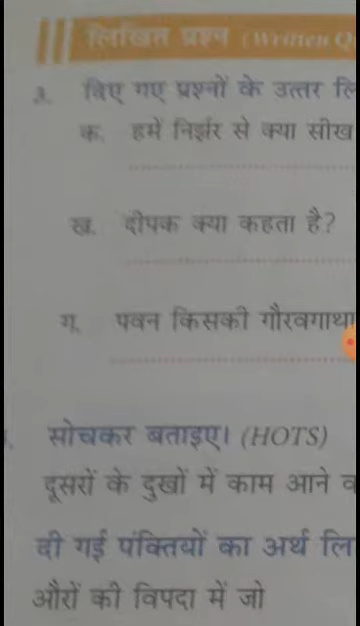 लिखित प्रश्न (Written Q
3. दिए गए प्रश्नों के उत्तर लि
क. हमें निर्झर से क्या सीख
ख. दीपक क्या कहता है?
ग. पवन किसकी गौरवगाथा
सोचकर बताइए। (HOTS)
दूसरों के दुखों में काम आने व
दी गई पंक्तियों का अर्थ लि
औरों की विपदा में जो